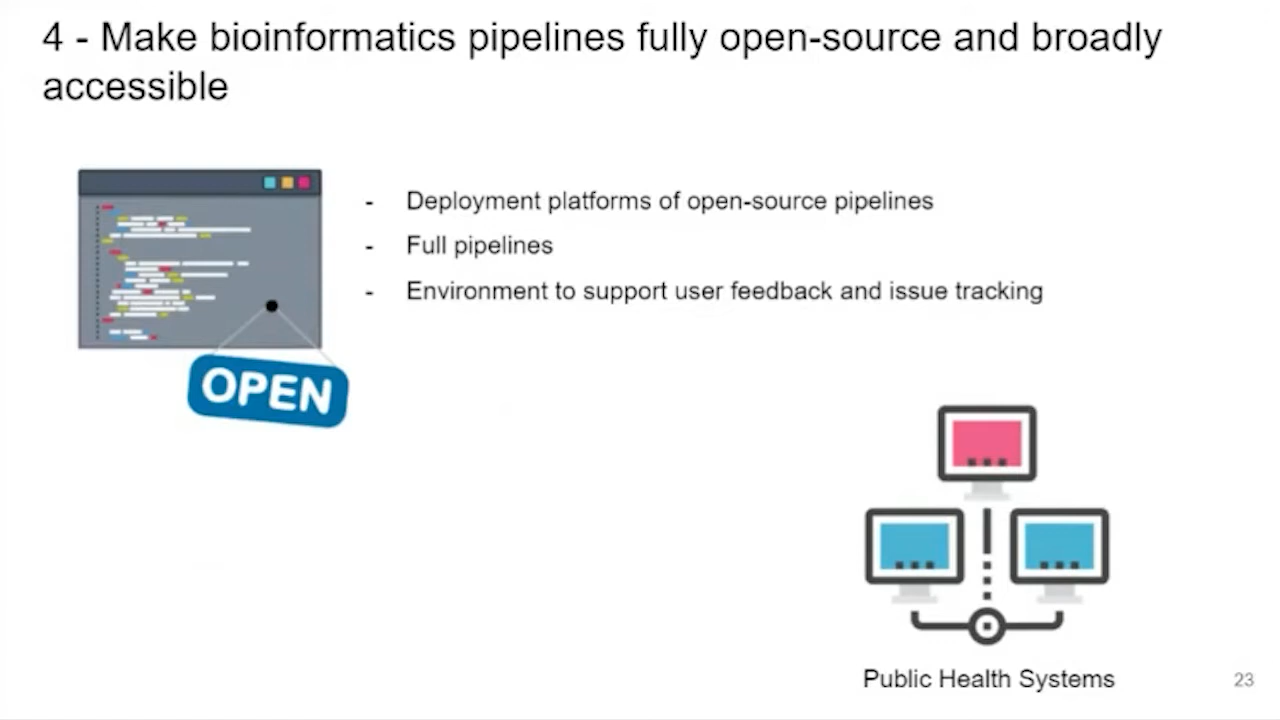 4 - Make bioinformatics pipelines fully open-source and broadly
accessible
- Deployment platforms of open-source pipelines
- Full pipelines
- Environment to support user feedback and issue tracking
OPEN
Public Health Systems
23